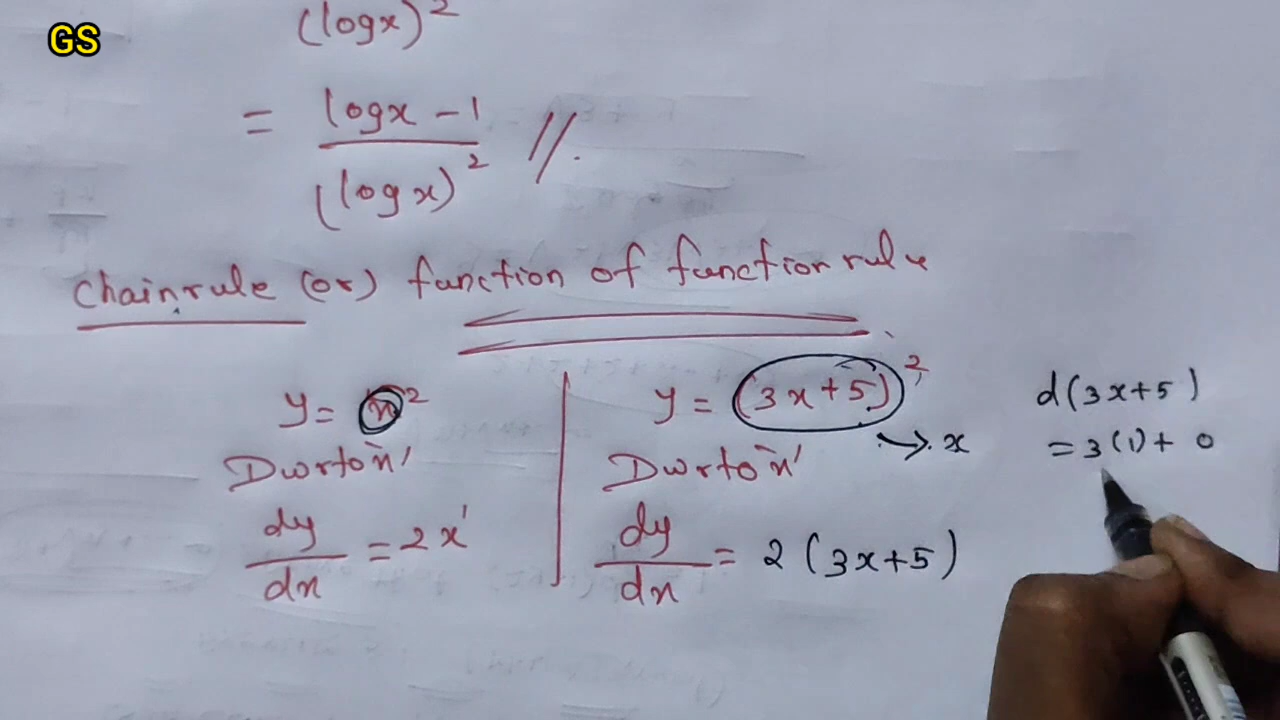 GS
(logx)²
= logx - 1 //.
(logx)²
Chainrule (or) function of function rule
y = x²
Dwrto 'x'
dy/dx = 2x'
y = (3x+5)²
→ x
Dwrto 'x'
dy/dx = 2(3x+5)
d(3x+5)
= 3(1) + 0